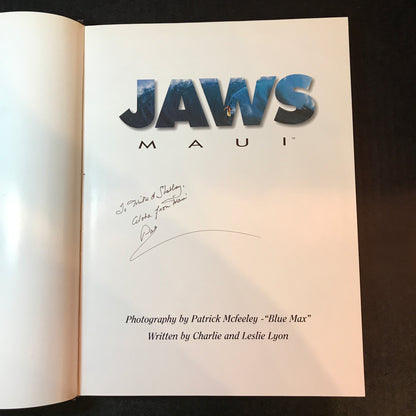 JAWS
MAUI™
To Mike & Shelley,
Aloha from Maui
Photography by Patrick Mcfeeley -"Blue Max"
Written by Charlie and Leslie Lyon